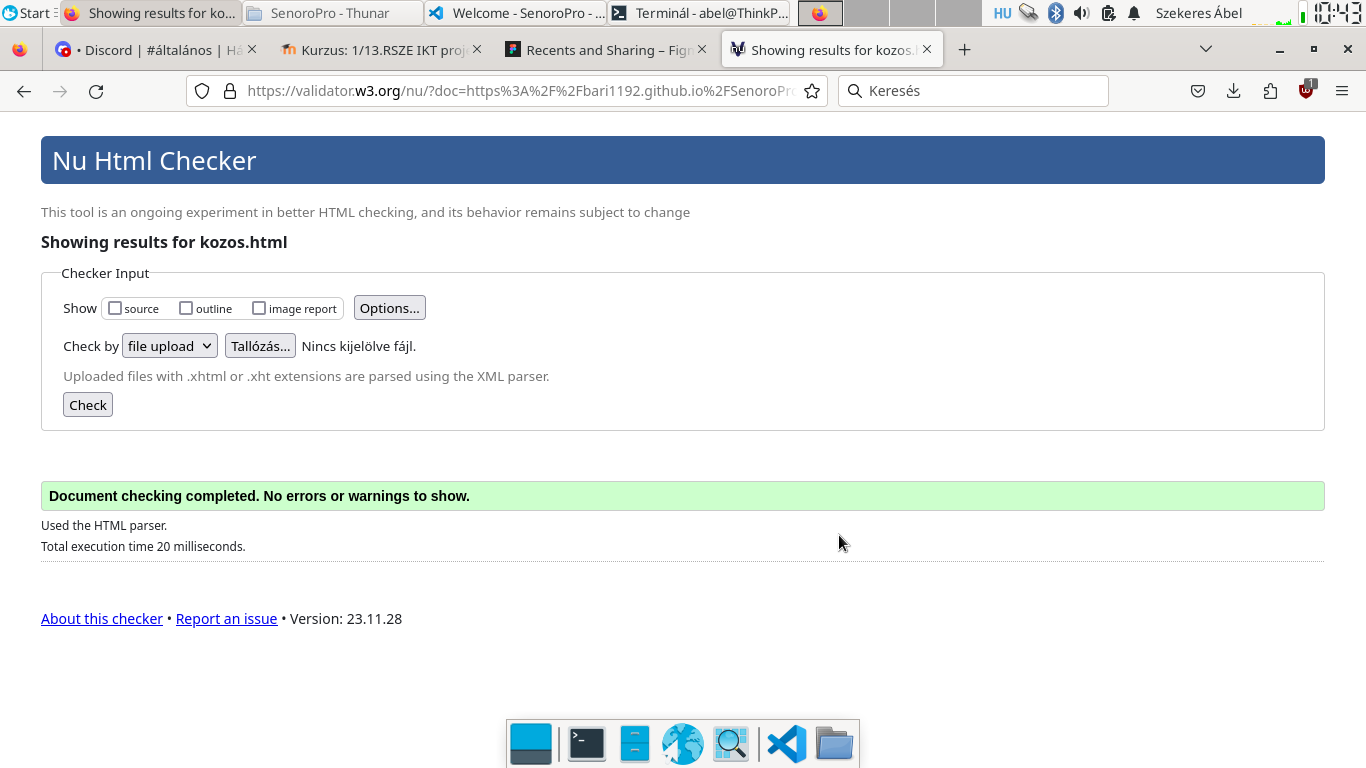 Start Showing results for ko... SenoroPro - Thunar Welcome - SenoroPro - ... Terminál - abel@ThinkP... HU Szekeres Ábel 10:43
• Discord | #általános | Há Kurzus: 1/13.RSZE IKT proj Recents and Sharing – Fign Showing results for kozos.
https://validator.w3.org/nu/?doc=https%3A%2F%2Fbari1192.github.io%2FSenoroPro Keresés 1
Nu Html Checker
This tool is an ongoing experiment in better HTML checking, and its behavior remains subject to change
Showing results for kozos.html
Checker Input
Show source outline image report Options...
Check by file upload Tallózás... Nincs kijelölve fájl.
Uploaded files with .xhtml or .xht extensions are parsed using the XML parser.
Check
Document checking completed. No errors or warnings to show.
Used the HTML parser.
Total execution time 20 milliseconds.
About this checker • Report an issue • Version: 23.11.28